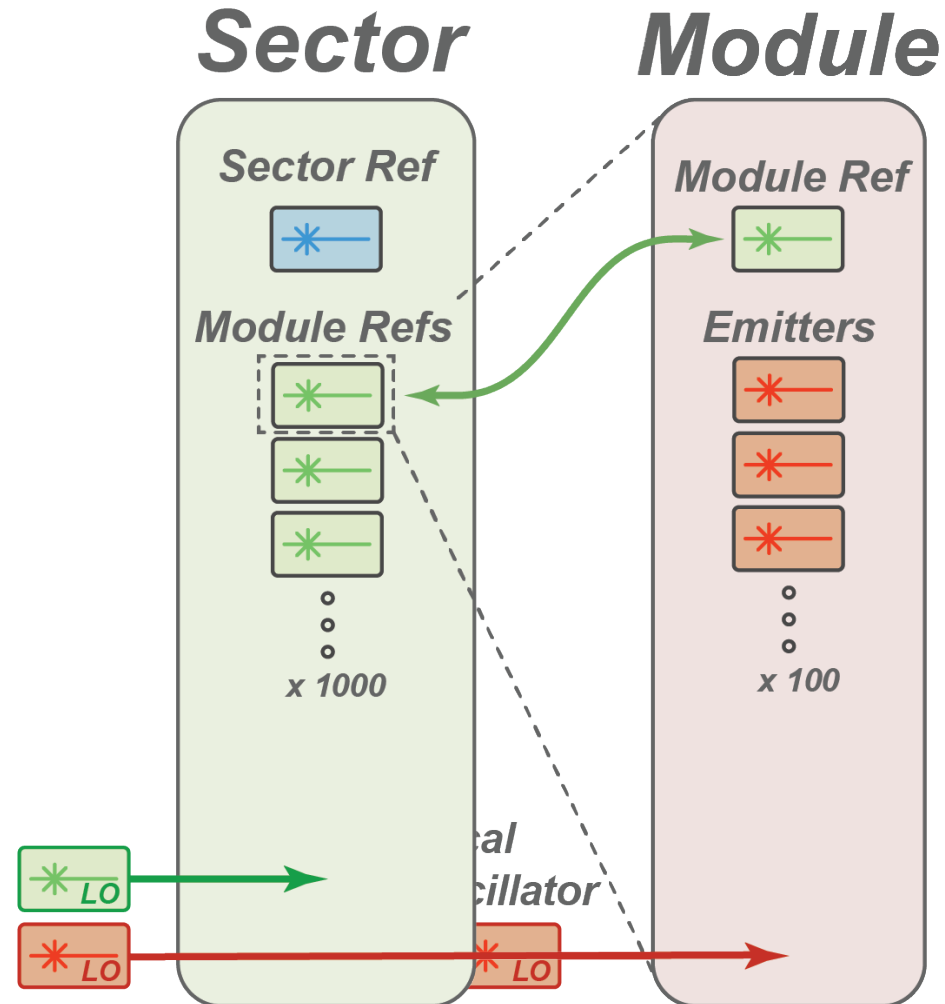 Sector
Module
Sector Ref
Module Ref
Module Refs
Emitters
x 1000
x 100
LO
LO
LO